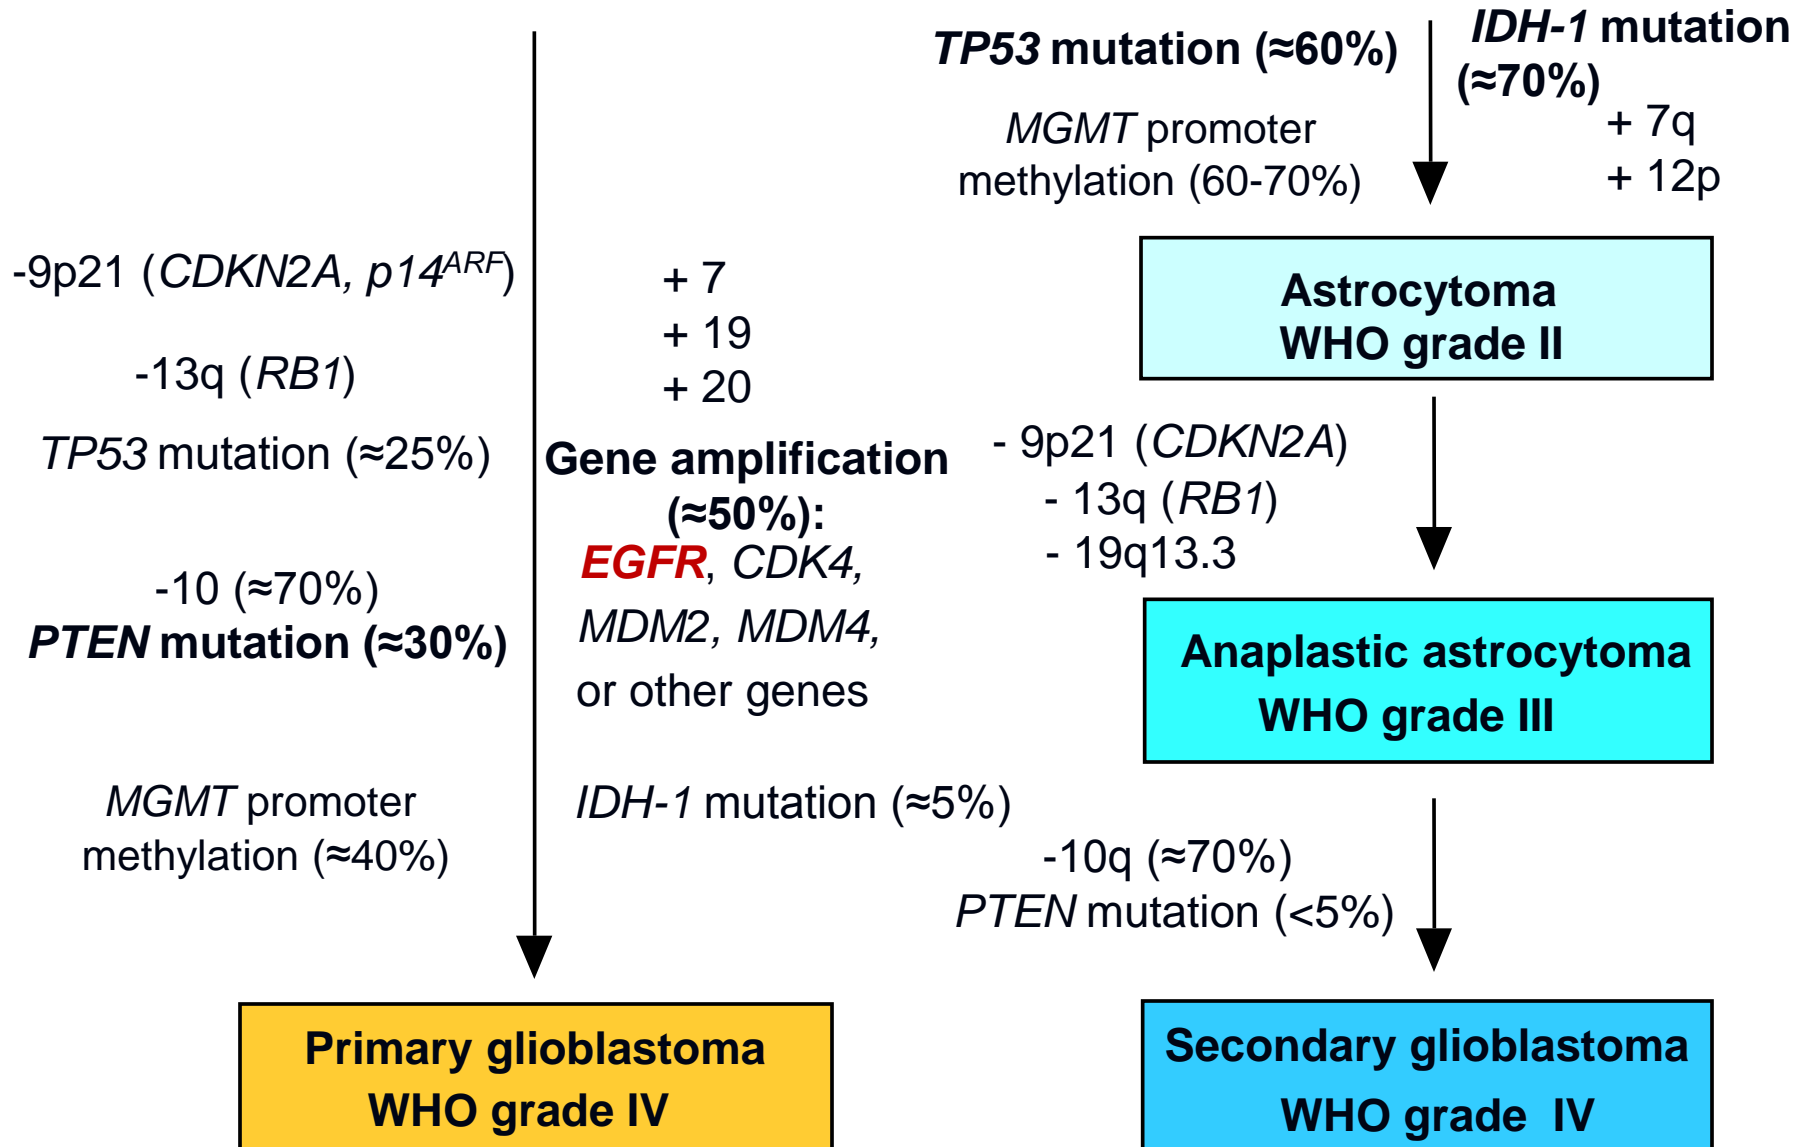 -9p21 (CDKN2A, p14ARF)
-13q (RB1)
TP53 mutation (≈25%)
-10 (≈70%)
PTEN mutation (≈30%)
MGMT promoter
methylation (≈40%)
+ 7
+ 19
+ 20
Gene amplification
(≈50%):
EGFR, CDK4,
MDM2, MDM4,
or other genes
IDH-1 mutation (≈5%)
Primary glioblastoma
WHO grade IV
TP53 mutation (≈60%)
MGMT promoter
methylation (60-70%)
IDH-1 mutation
(≈70%)
+ 7q
+ 12p
Astrocytoma
WHO grade II
- 9p21 (CDKN2A)
- 13q (RB1)
- 19q13.3
Anaplastic astrocytoma
WHO grade III
-10q (≈70%)
PTEN mutation (<5%)
Secondary glioblastoma
WHO grade IV